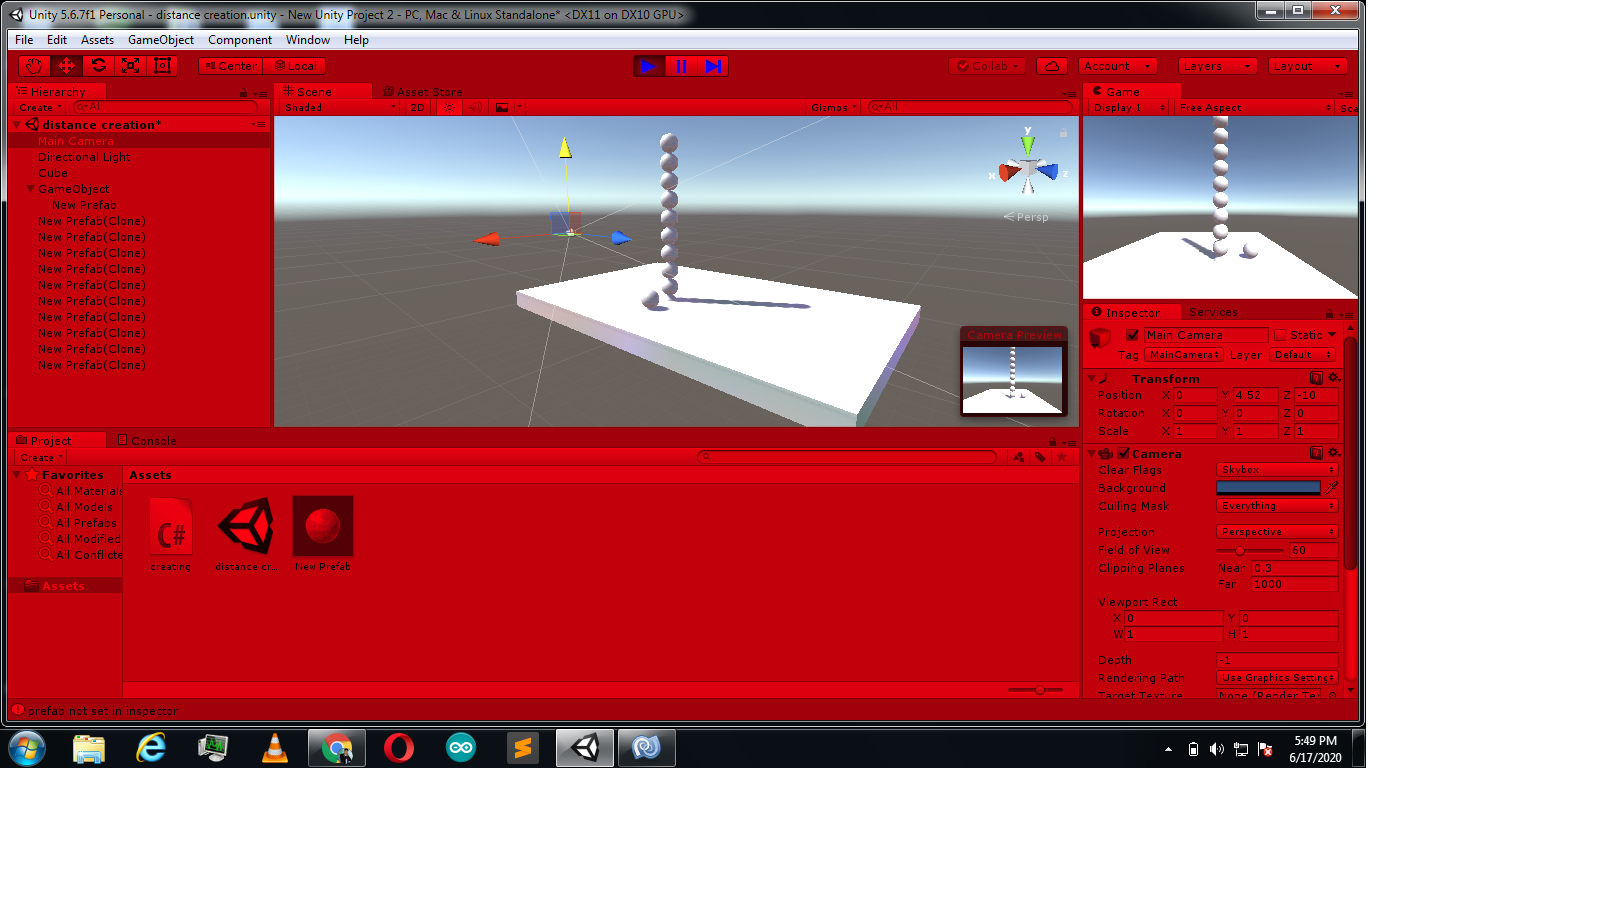 Unity 5.6.7f1 Personal - distance creation.unity - New Unity Project 2 - PC, Mac & Linux Standalone* <DX11 on DX10 GPU>
File Edit Assets GameObject Component Window Help
Center Local Collab Account Layers Layout
Hierarchy
Create All
distance creation*
Main Camera
Directional Light
Cube
GameObject
New Prefab
New Prefab(Clone)
New Prefab(Clone)
New Prefab(Clone)
New Prefab(Clone)
New Prefab(Clone)
New Prefab(Clone)
New Prefab(Clone)
New Prefab(Clone)
New Prefab(Clone)
New Prefab(Clone)
Scene Asset Store
Shaded 2D Gizmos All
y
x z
Persp
Camera Preview
Game
Display 1 Free Aspect Sca
Inspector Services
Main Camera Static
Tag MainCamera Layer Default
Transform
Position X 0 Y 4.52 Z -10
Rotation X 0 Y 0 Z 0
Scale X 1 Y 1 Z 1
Camera
Clear Flags Skybox
Background
Culling Mask Everything
Projection Perspective
Field of View 60
Clipping Planes Near 0.3
Far 1000
Viewport Rect
X 0 Y 0
W 1 H 1
Depth -1
Rendering Path Use Graphics Setting
Target Texture None (Render Te
Project Console
Create
Favorites
All Materials
All Models
All Prefabs
All Modified
All Conflicte
Assets
Assets
C#
creating distance cr... New Prefab
prefab not set in inspector
5:49 PM
6/17/2020